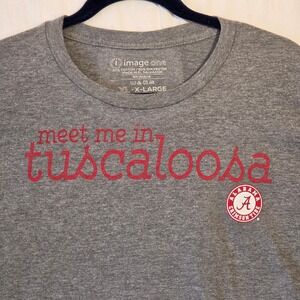 image one
X-LARGE
meet me in
tuscaloosa
ALABAMA
A
CRIMSON TIDE